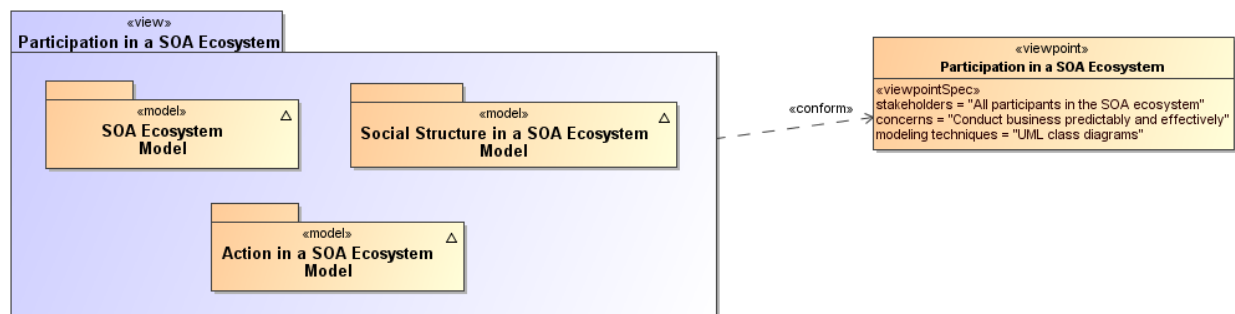 «view»
Participation in a SOA Ecosystem
«model»
SOA Ecosystem
Model
«model»
Social Structure in a SOA Ecosystem
Model
«model»
Action in a SOA Ecosystem
Model
«conform»
«viewpoint»
Participation in a SOA Ecosystem
«viewpointSpec»
stakeholders = "All participants in the SOA ecosystem"
concerns = "Conduct business predictably and effectively"
modeling techniques = "UML class diagrams"